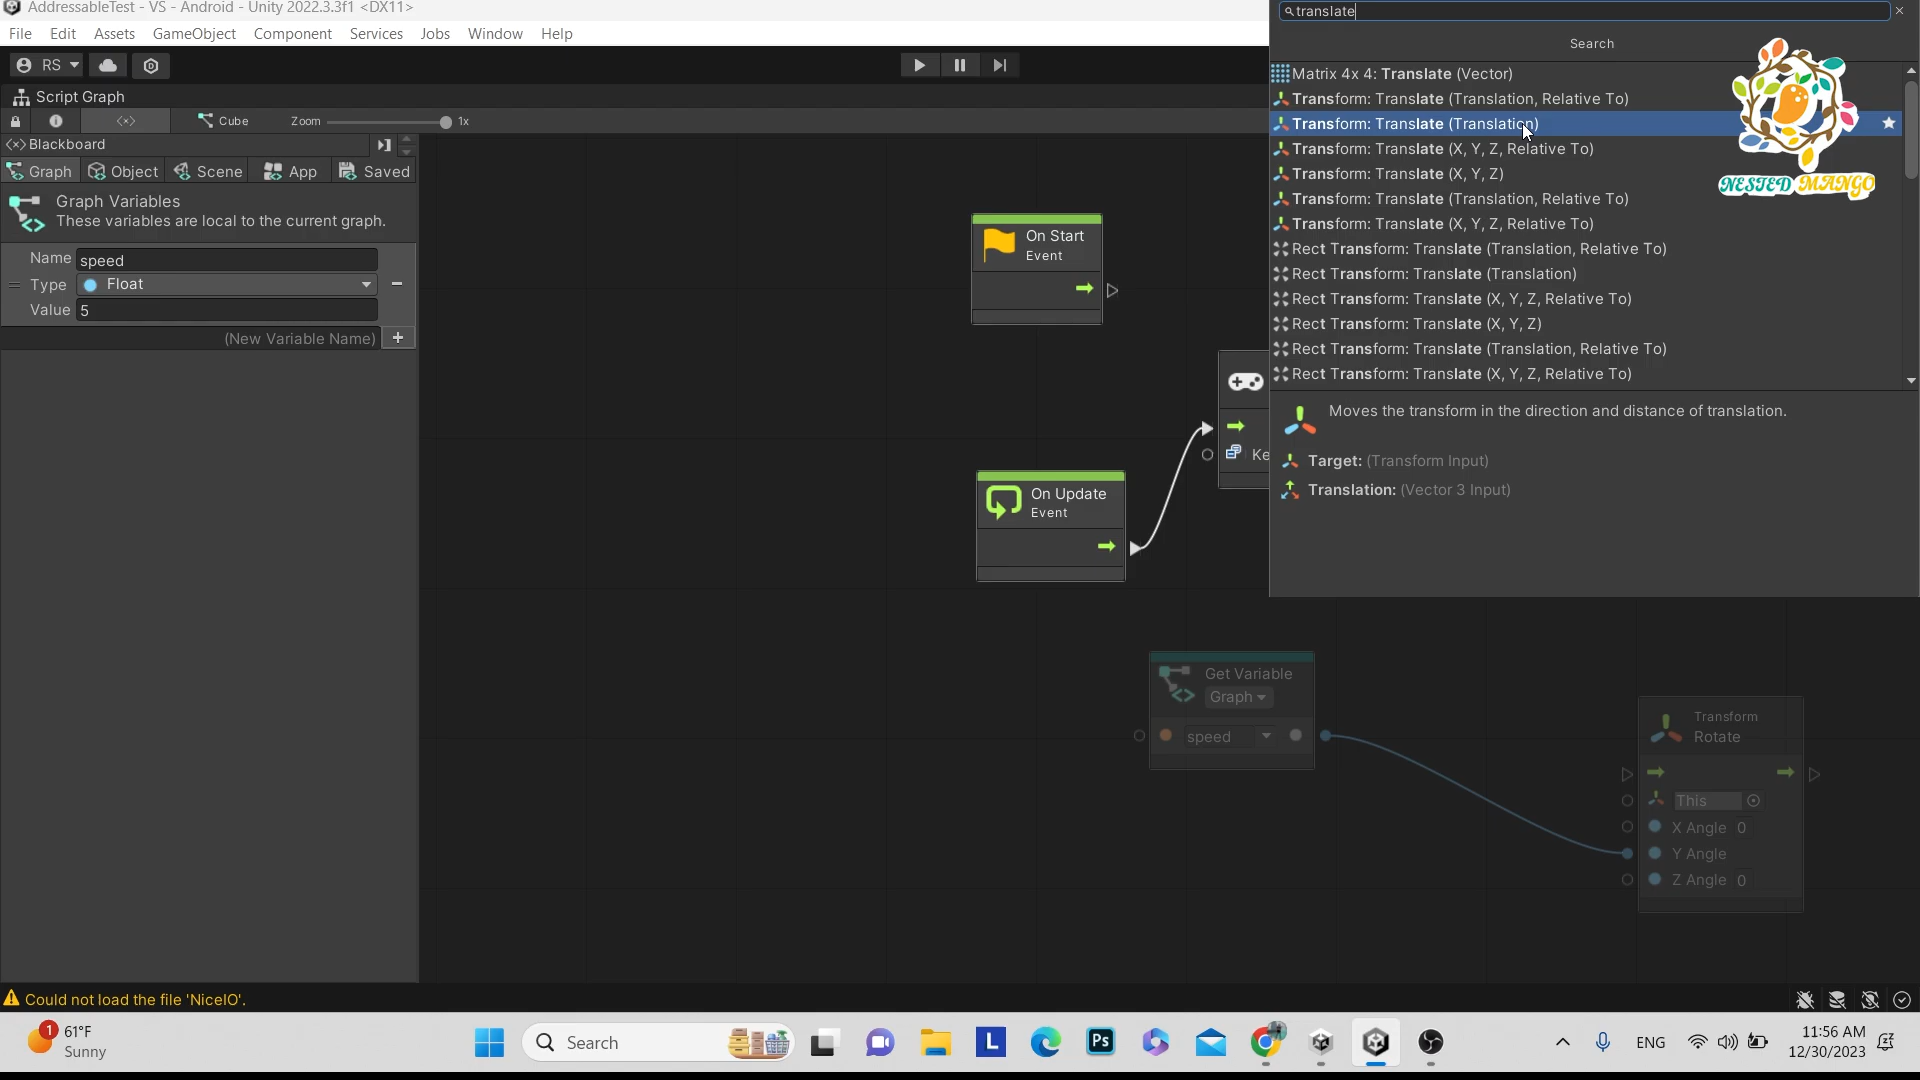 AddressableTest - VS - Android - Unity 2022.3.3f1 <DX11>
File Edit Assets GameObject Component Services Jobs Window Help
RS
Script Graph
<×> Cube Zoom 1x
<×> Blackboard
Graph Object Scene App Saved
Graph Variables
These variables are local to the current graph.
Name speed
Type Float
Value 5
(New Variable Name) +
On Start
Event
On Update
Event
Ke
Get Variable
Graph
speed
Transform
Rotate
This
X Angle 0
Y Angle
Z Angle 0
translate
Search
Matrix 4x 4: Translate (Vector)
Transform: Translate (Translation, Relative To)
Transform: Translate (Translation)
Transform: Translate (X, Y, Z, Relative To)
Transform: Translate (X, Y, Z)
Transform: Translate (Translation, Relative To)
Transform: Translate (X, Y, Z, Relative To)
Rect Transform: Translate (Translation, Relative To)
Rect Transform: Translate (Translation)
Rect Transform: Translate (X, Y, Z, Relative To)
Rect Transform: Translate (X, Y, Z)
Rect Transform: Translate (Translation, Relative To)
Rect Transform: Translate (X, Y, Z, Relative To)
Moves the transform in the direction and distance of translation.
Target: (Transform Input)
Translation: (Vector 3 Input)
NESTED MANGO
Could not load the file 'NiceIO'.
1
61°F
Sunny
Search
L
Ps
ENG
11:56 AM
12/30/2023